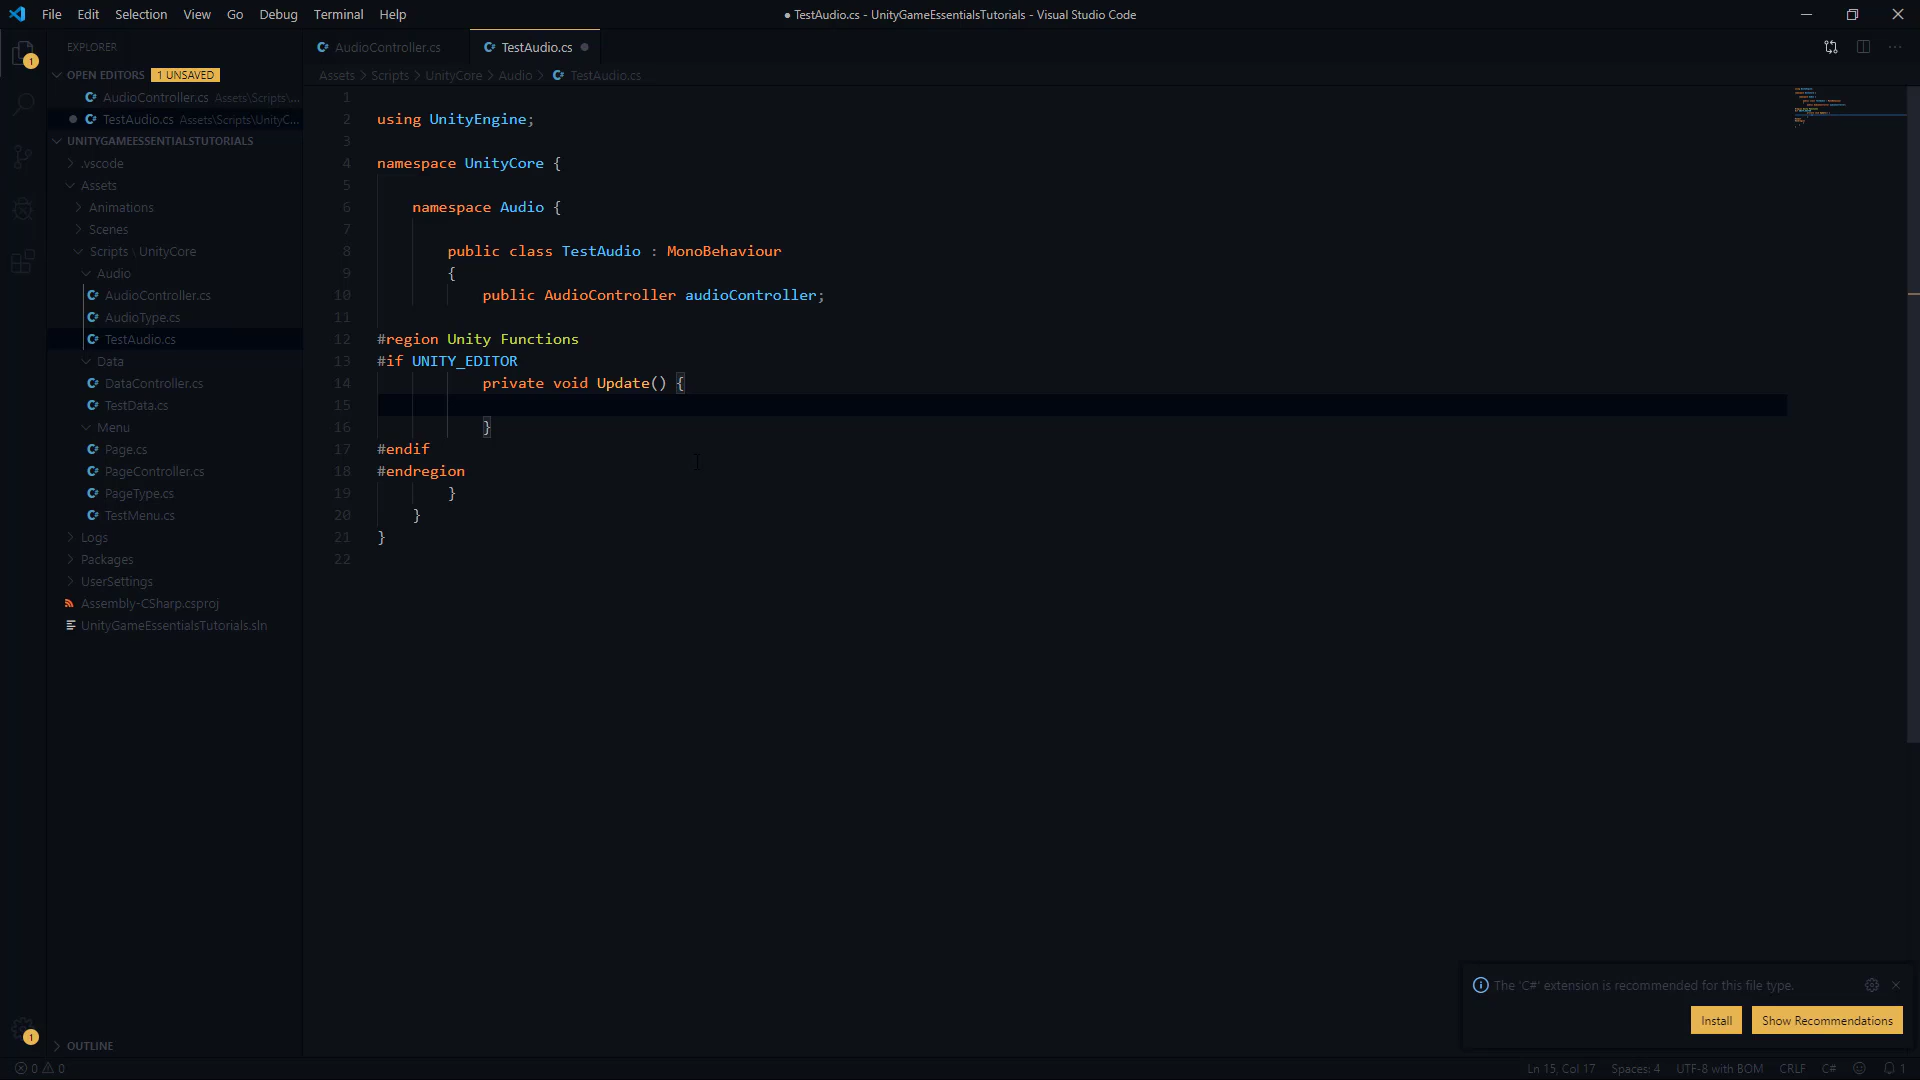 File Edit Selection View Go Debug Terminal Help
● TestAudio.cs - UnityGameEssentialsTutorials - Visual Studio Code
EXPLORER
OPEN EDITORS 1 UNSAVED
AudioController.cs Assets\Scripts\...
TestAudio.cs Assets\Scripts\UnityC...
UNITYGAMEESSENTIALSTUTORIALS
.vscode
Assets
Animations
Scenes
Scripts \ UnityCore
Audio
AudioController.cs
AudioType.cs
TestAudio.cs
Data
DataController.cs
TestData.cs
Menu
Page.cs
PageController.cs
PageType.cs
TestMenu.cs
Logs
Packages
UserSettings
Assembly-CSharp.csproj
UnityGameEssentialsTutorials.sln
OUTLINE
1
1
AudioController.cs TestAudio.cs
Assets > Scripts > UnityCore > Audio > TestAudio.cs
1
2 using UnityEngine;
3
4 namespace UnityCore {
5
6 namespace Audio {
7
8 public class TestAudio : MonoBehaviour
9 {
10 public AudioController audioController;
11
12 #region Unity Functions
13 #if UNITY_EDITOR
14 private void Update() {
15
16 }
17 #endif
18 #endregion
19 }
20 }
21 }
22
The 'C#' extension is recommended for this file type.
Install Show Recommendations
0 0 Ln 15, Col 17 Spaces: 4 UTF-8 with BOM CRLF C# 1